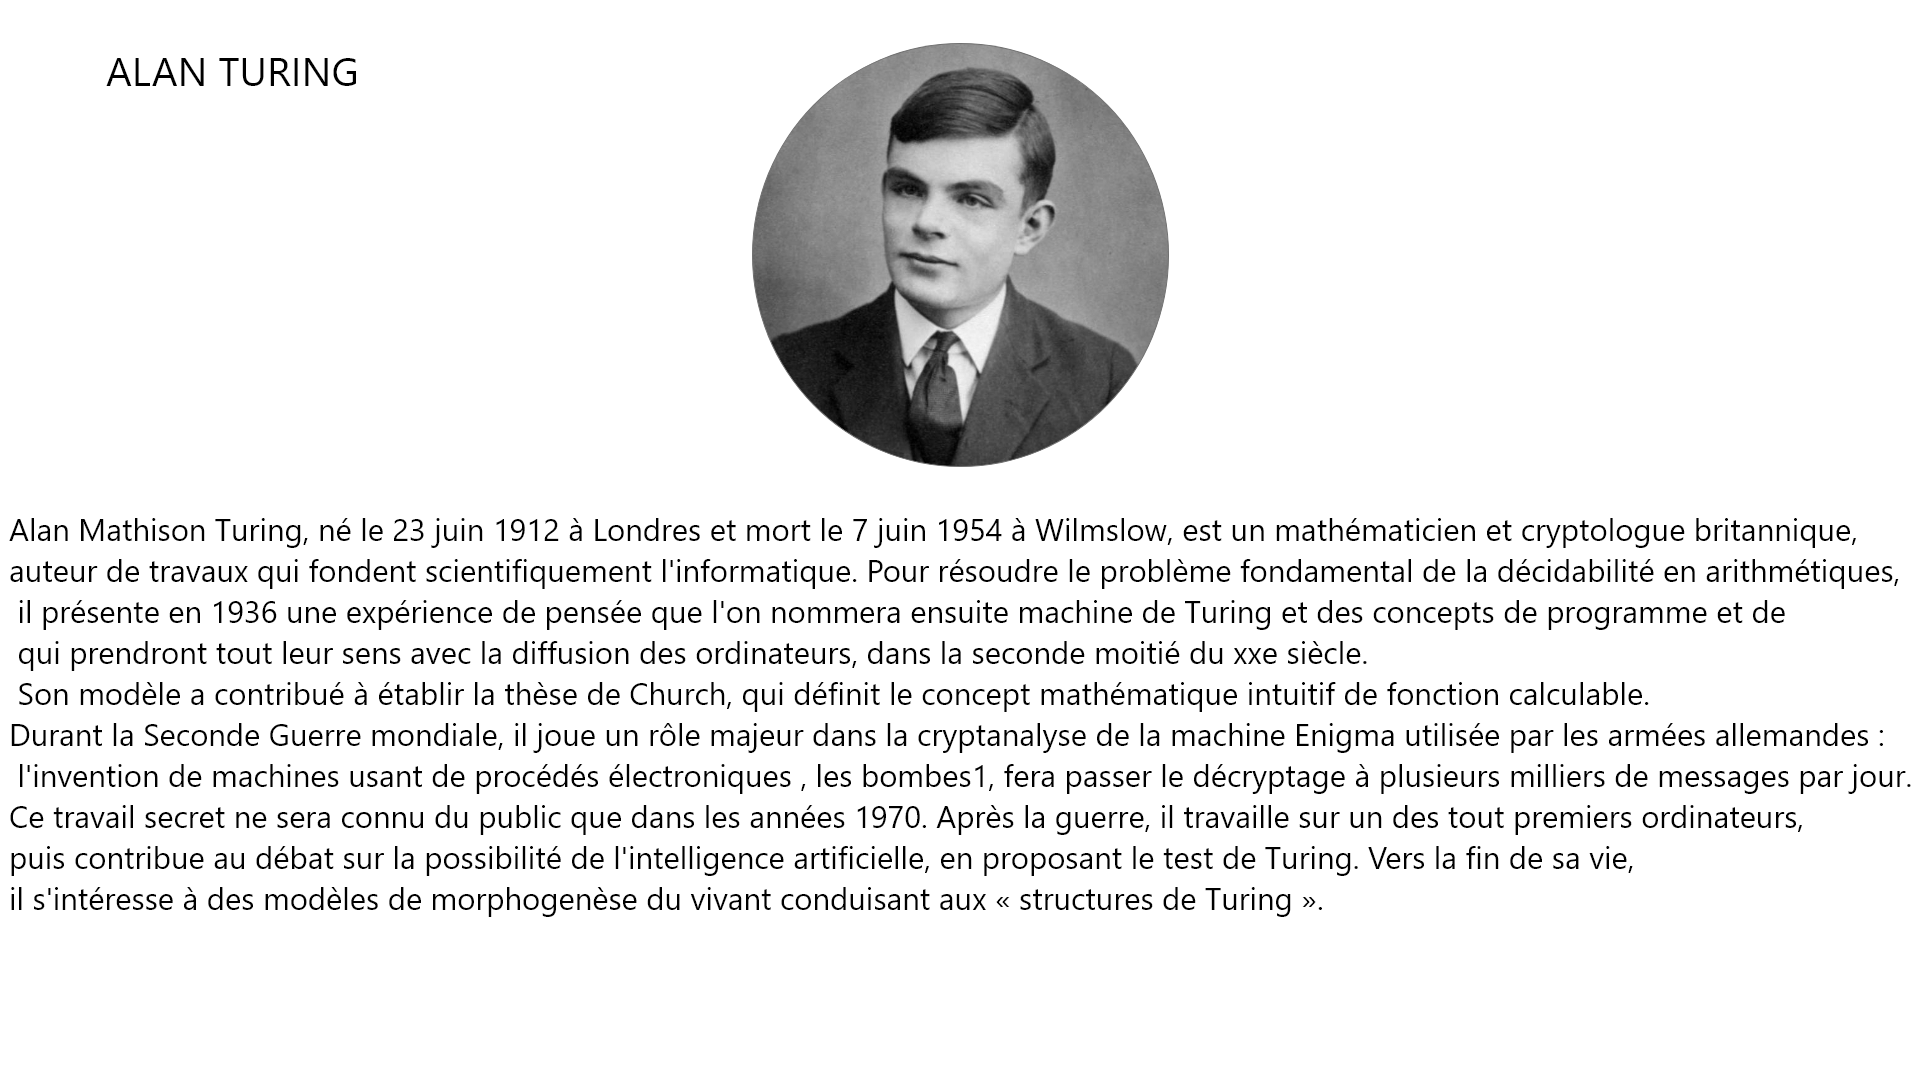 ALAN TURING
Alan Mathison Turing, né le 23 juin 1912 à Londres et mort le 7 juin 1954 à Wilmslow, est un mathématicien et cryptologue britannique,
auteur de travaux qui fondent scientifiquement l'informatique. Pour résoudre le problème fondamental de la décidabilité en arithmétiques,
il présente en 1936 une expérience de pensée que l'on nommera ensuite machine de Turing et des concepts de programme et de
qui prendront tout leur sens avec la diffusion des ordinateurs, dans la seconde moitié du xxe siècle.
Son modèle a contribué à établir la thèse de Church, qui définit le concept mathématique intuitif de fonction calculable.
Durant la Seconde Guerre mondiale, il joue un rôle majeur dans la cryptanalyse de la machine Enigma utilisée par les armées allemandes :
l'invention de machines usant de procédés électroniques , les bombes1, fera passer le décryptage à plusieurs milliers de messages par jour.
Ce travail secret ne sera connu du public que dans les années 1970. Après la guerre, il travaille sur un des tout premiers ordinateurs,
puis contribue au débat sur la possibilité de l'intelligence artificielle, en proposant le test de Turing. Vers la fin de sa vie,
il s'intéresse à des modèles de morphogenèse du vivant conduisant aux « structures de Turing ».